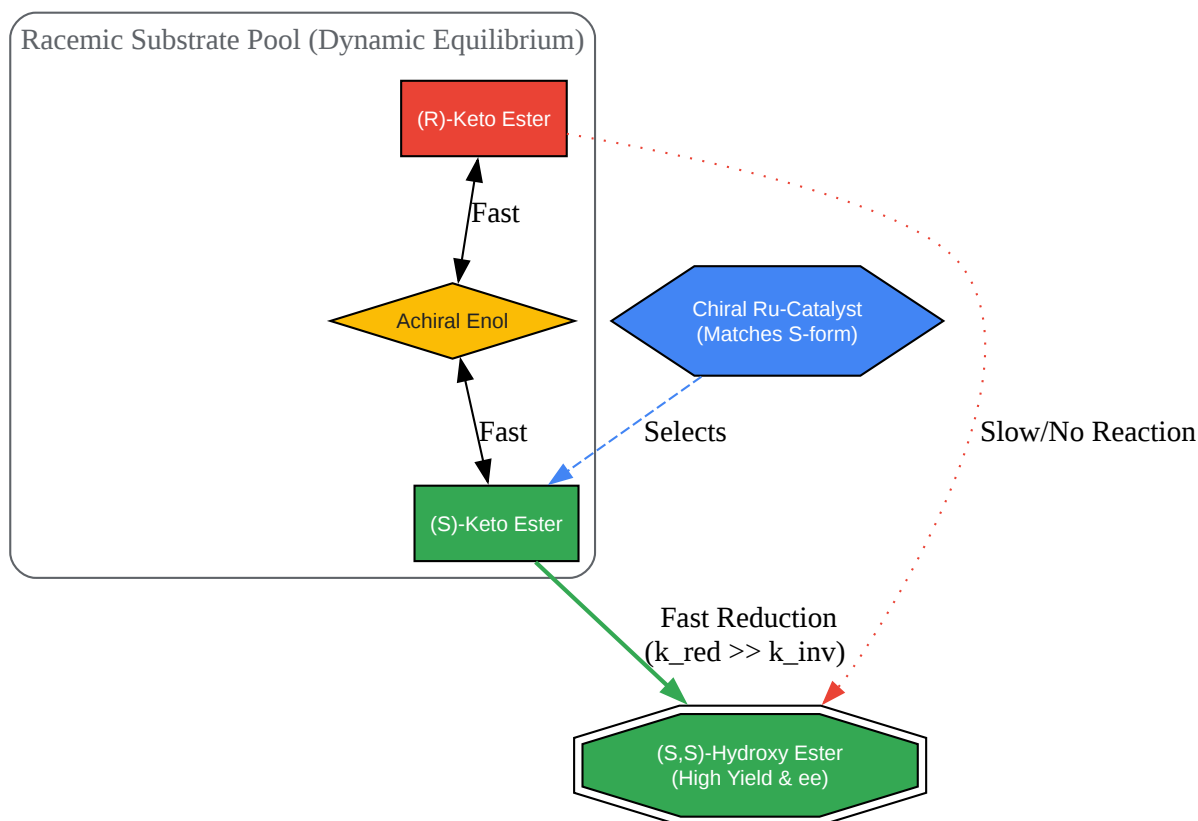 Racemic Substrate Pool (Dynamic Equilibrium)
(R)-Keto Ester
Fast
Achiral Enol
Chiral Ru-Catalyst
(Matches S-form)
Fast
Selects
Slow/No Reaction
(S)-Keto Ester
Fast Reduction
(k_red >> k_inv)
(S,S)-Hydroxy Ester
(High Yield & ee)